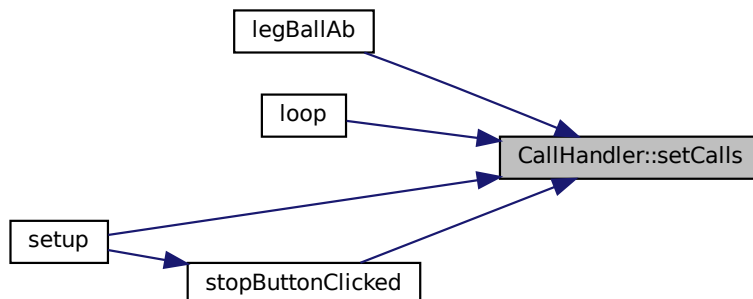 legBallAb
loop
CallHandler::setCalls
setup
stopButtonClicked